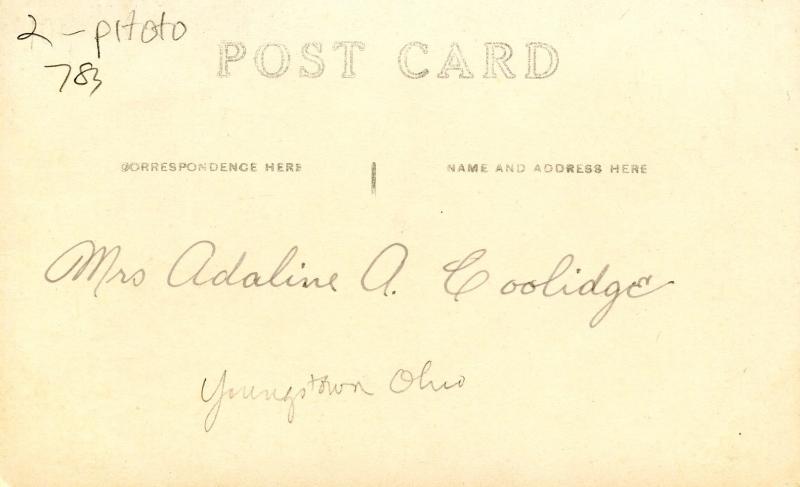 2 - photo
783
POST CARD
CORRESPONDENCE HERE
NAME AND ADDRESS HERE
Mrs Adaline A. Coolidge
Youngstown Ohio